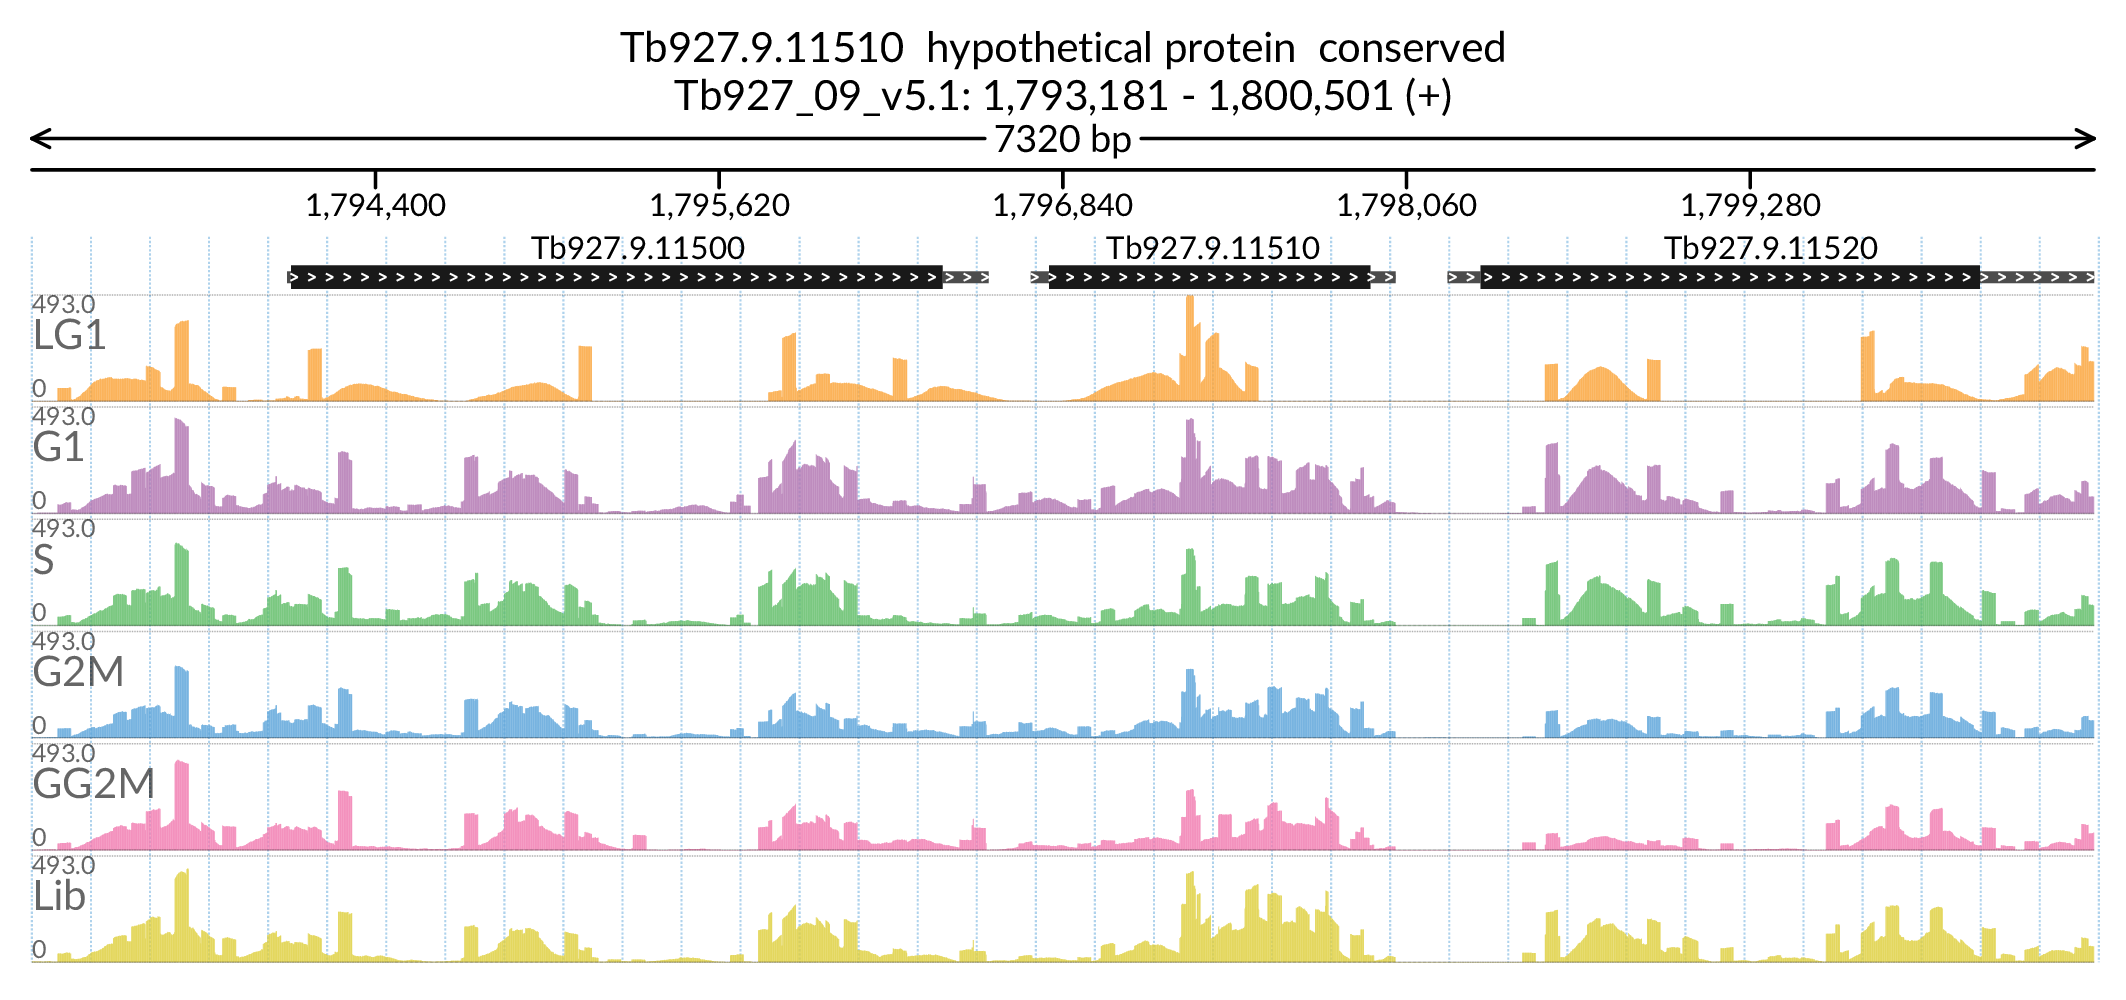 Tb927.9.11510  hypothetical protein  conserved
Tb927_09_v5.1: 1,793,181 - 1,800,501 (+)
7320 bp
1,794,400 1,795,620 1,796,840 1,798,060 1,799,280
Tb927.9.11500 Tb927.9.11510 Tb927.9.11520
493.0
LG1
0
493.0
G1
0
493.0
S
0
493.0
G2M
0
493.0
GG2M
0
493.0
Lib
0